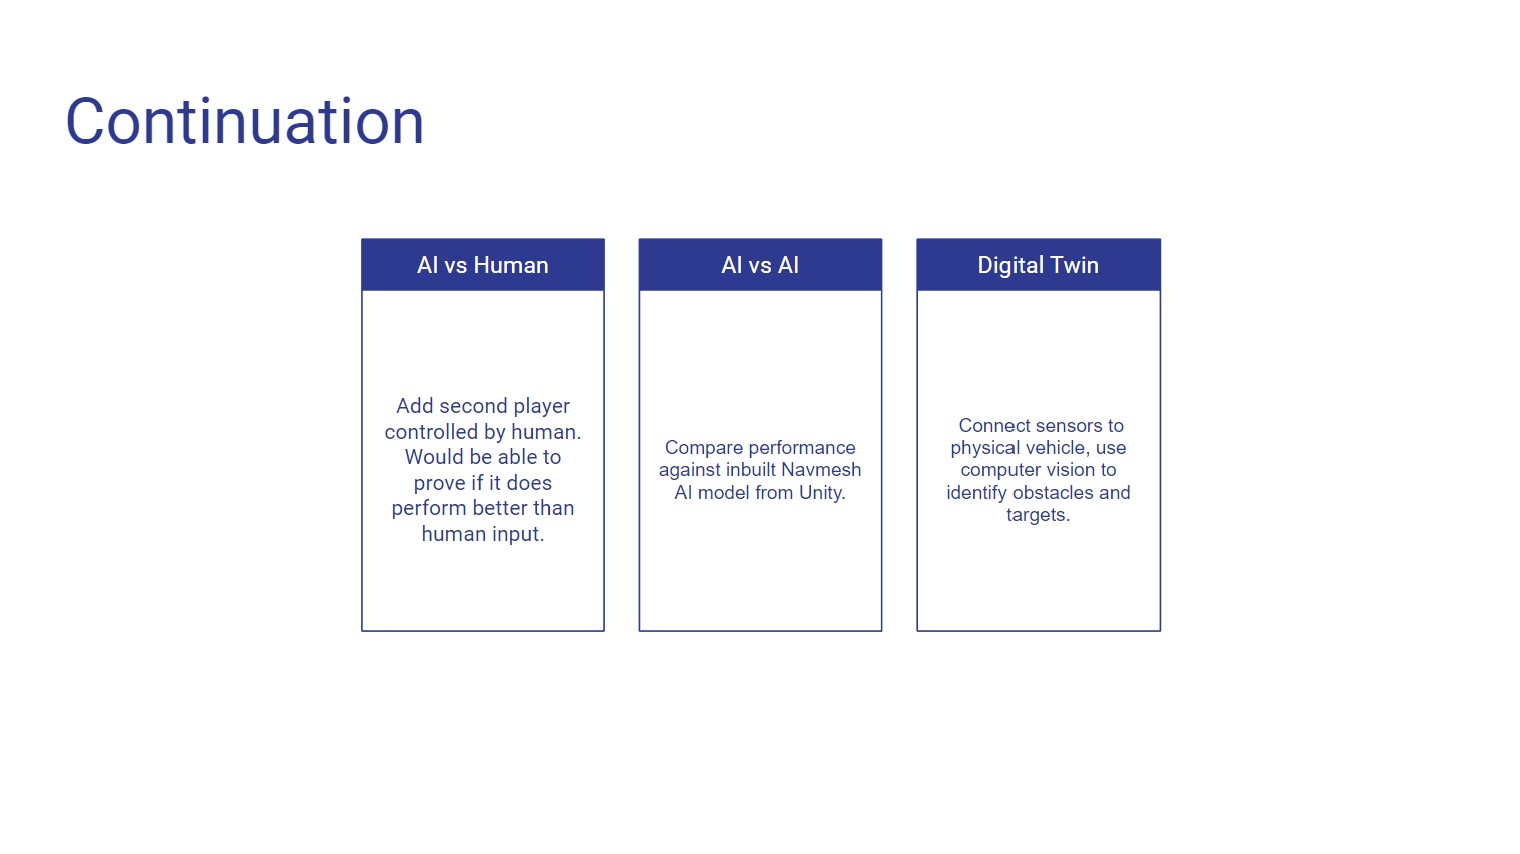 Continuation
AI vs Human
Add second player
controlled by human.
Would be able to
prove if it does
perform better than
human input.
AI vs AI
Compare performance
against inbuilt Navmesh
AI model from Unity.
Digital Twin
Connect sensors to
physical vehicle, use
computer vision to
identify obstacles and
targets.